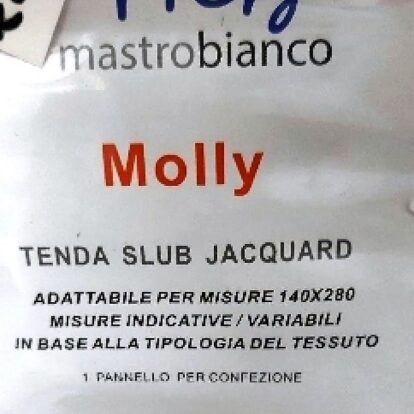 mastrobianco
Molly
TENDA SLUB JACQUARD
ADATTABILE PER MISURE 140X280
MISURE INDICATIVE / VARIABILI
IN BASE ALLA TIPOLOGIA DEL TESSUTO
1 PANNELLO PER CONFEZIONE